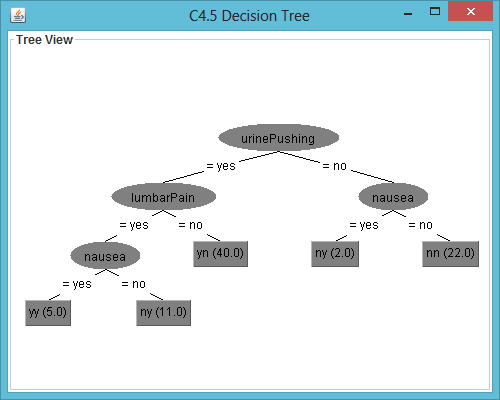 C4.5 Decision Tree
Tree View
urinePushing
= yes = no
lumbarPain nausea
= yes = no = yes = no
nausea yn (40.0) ny (2.0) nn (22.0)
= yes = no
yy (5.0) ny (11.0)